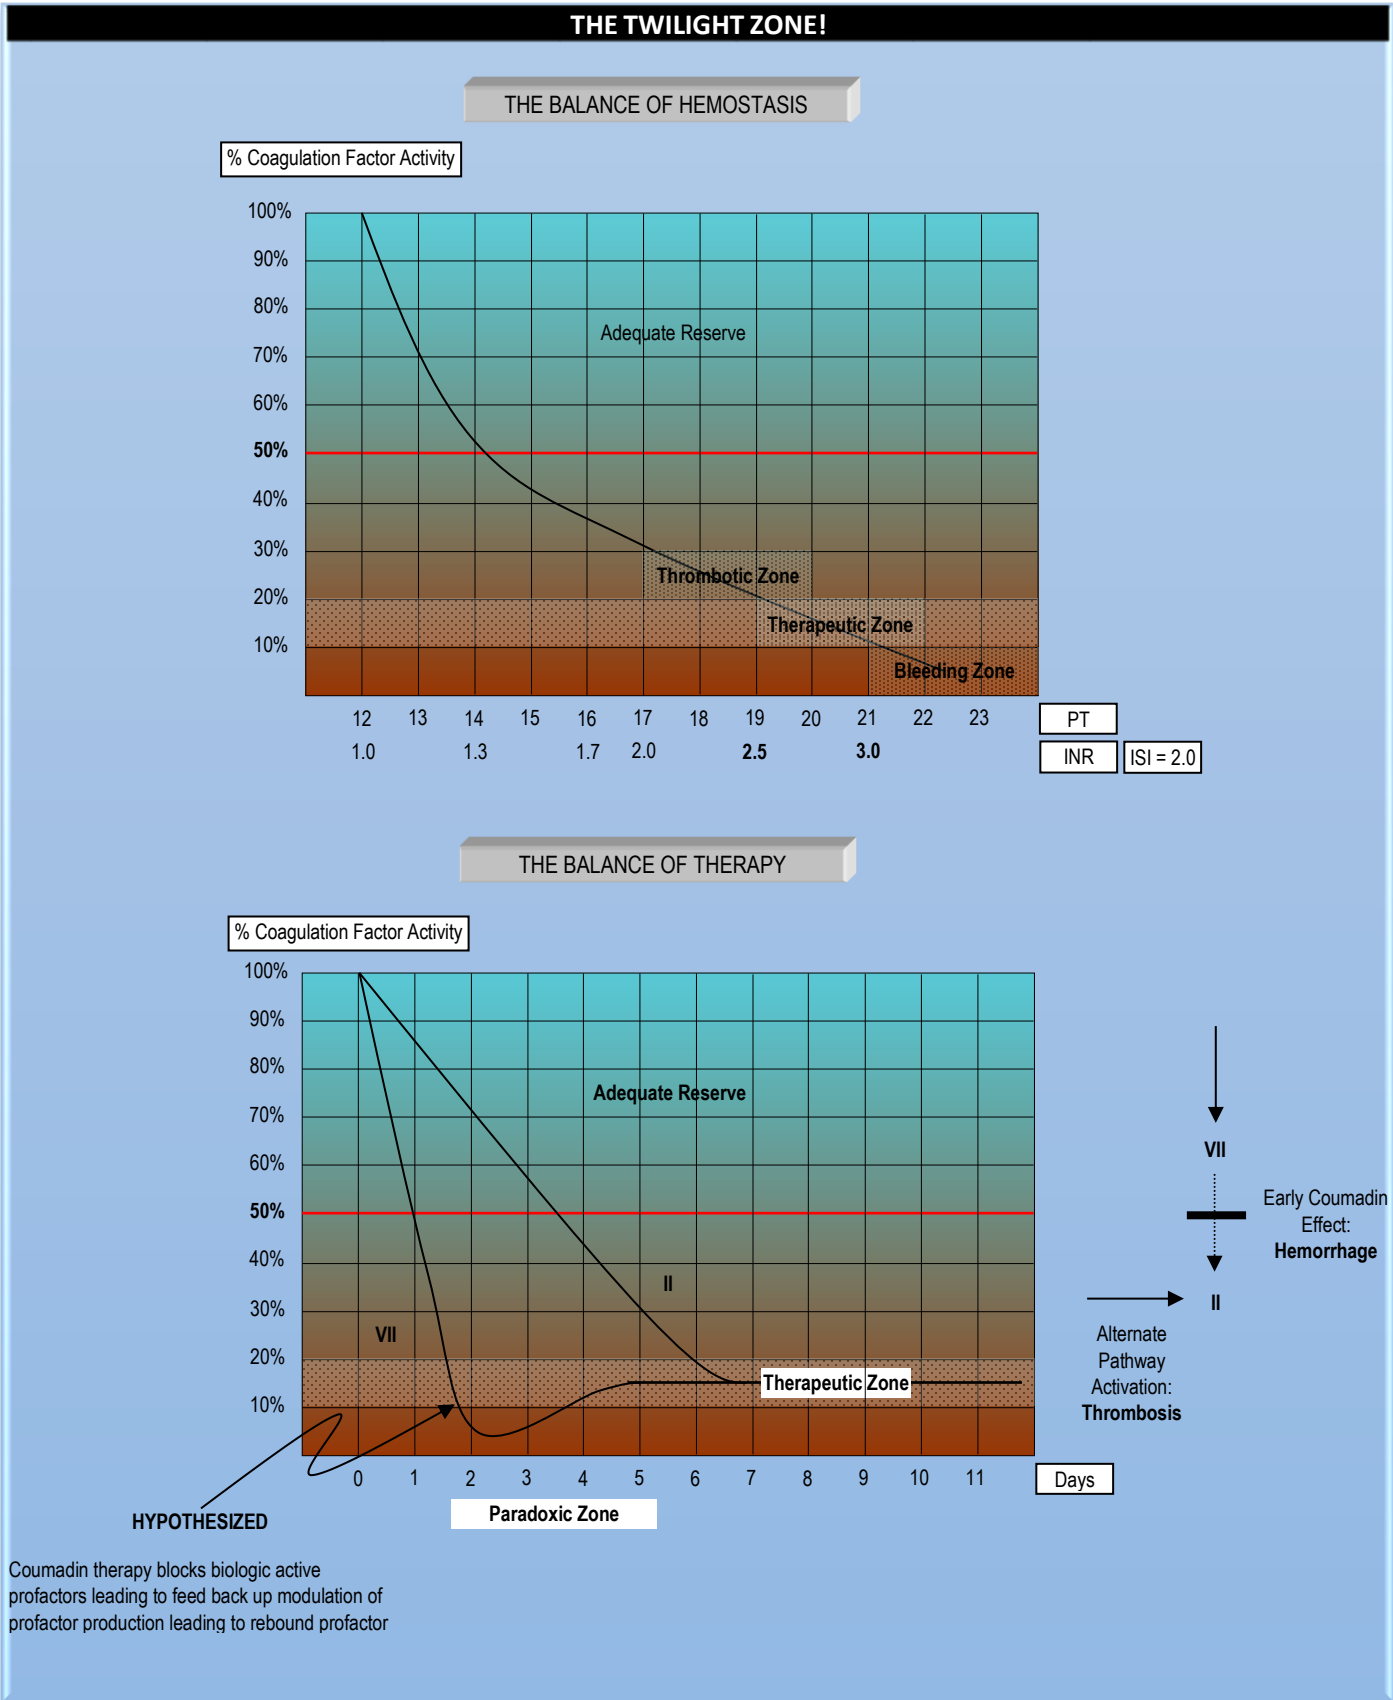 THE TWILIGHT ZONE!
THE BALANCE OF HEMOSTASIS
% Coagulation Factor Activity
100%
90%
80%
Adequate Reserve
70%
60%
50%
40%
30%
Thrombotic Zone
20%
Therapeutic Zone
10%
Bleeding Zone
12 13 14 15 16 17 18 19 20 21 22 23 PT
1.0 1.3 1.7 2.0 2.5 3.0 INR ISI = 2.0
THE BALANCE OF THERAPY
% Coagulation Factor Activity
100%
90%
80%
Adequate Reserve
70%
60%
50%
40%
II
30%
VII
20%
Therapeutic Zone
10%
0 1 2 3 4 5 6 7 8 9 10 11 Days
Paradoxic Zone
VII
Early Coumadin
Effect:
Hemorrhage
II
Alternate
Pathway
Activation:
Thrombosis
HYPOTHESIZED
Coumadin therapy blocks biologic active
profactors leading to feed back up modulation of
profactor production leading to rebound profactor